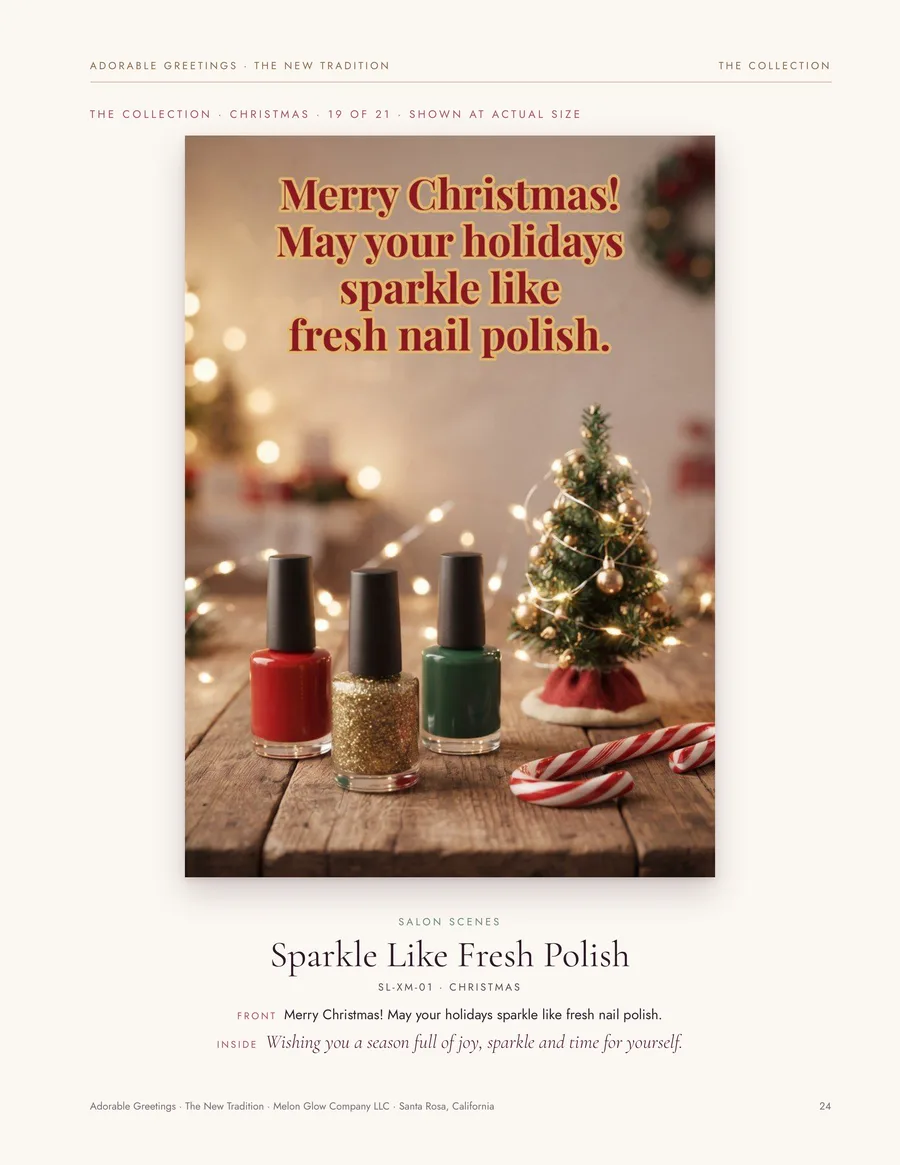 ADORABLE GREETINGS · THE NEW TRADITION
THE COLLECTION
THE COLLECTION · CHRISTMAS · 19 OF 21 · SHOWN AT ACTUAL SIZE
Merry Christmas!
May your holidays
sparkle like
fresh nail polish.
SALON SCENES
Sparkle Like Fresh Polish
SL-XM-01 · CHRISTMAS
FRONT Merry Christmas! May your holidays sparkle like fresh nail polish.
INSIDE Wishing you a season full of joy, sparkle and time for yourself.
Adorable Greetings · The New Tradition · Melon Glow Company LLC · Santa Rosa, California
24